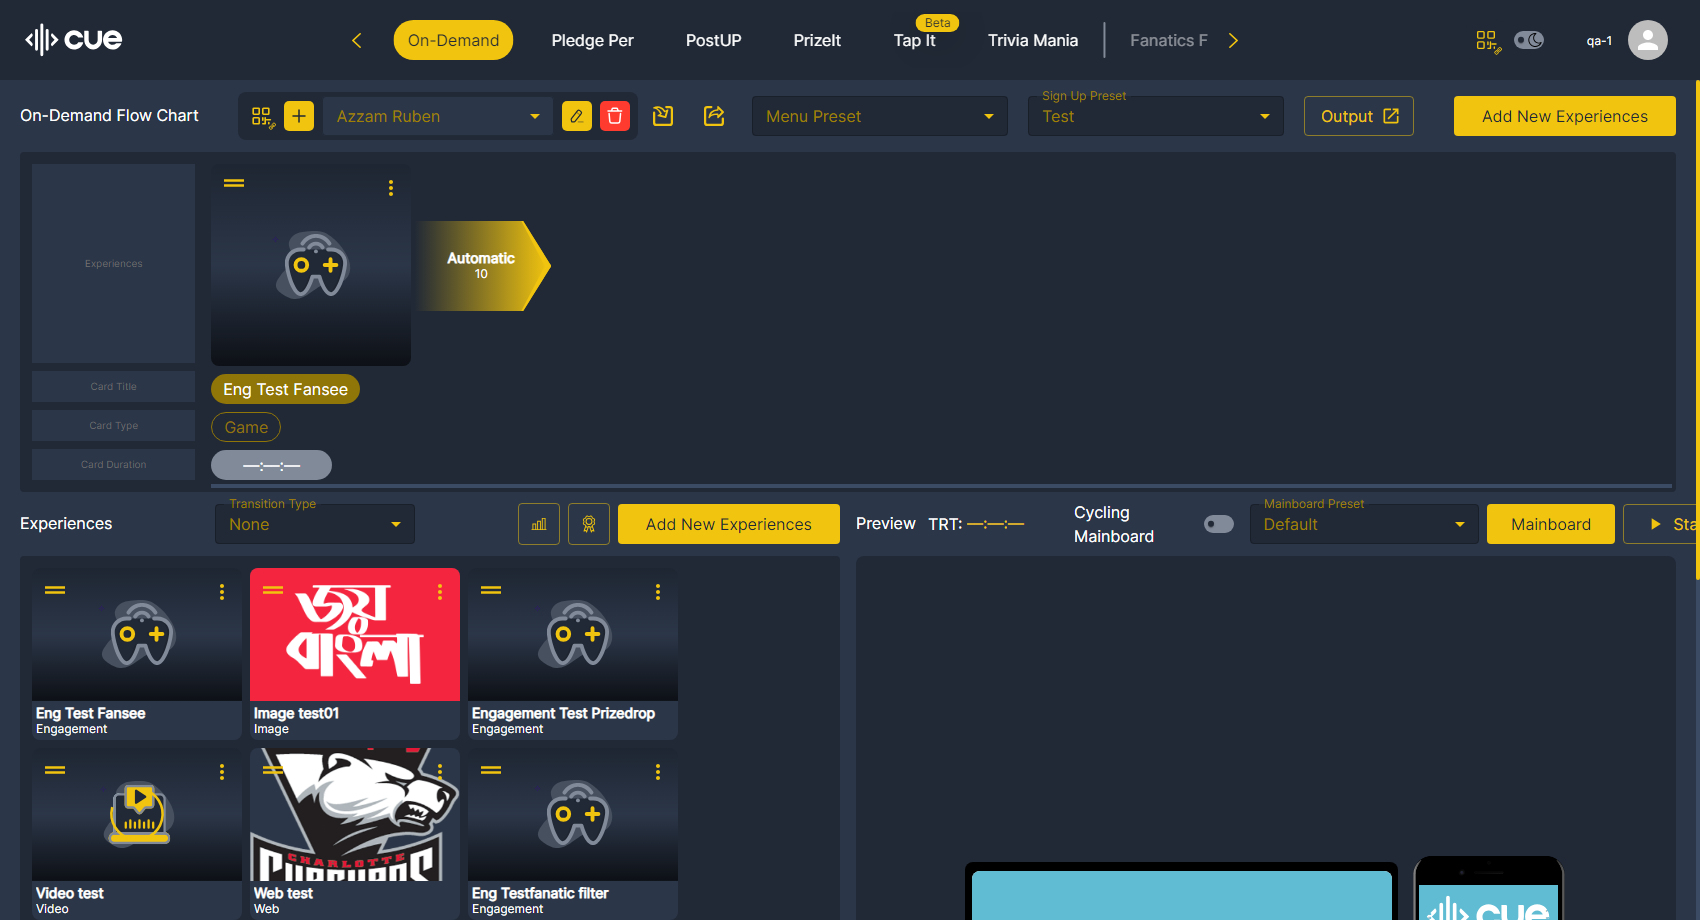 cue
On-Demand
Pledge Per
PostUP
PrizeIt
Beta
Tap It
Trivia Mania
Fanatics F
qa-1
On-Demand Flow Chart
Azzam Ruben
Menu Preset
Sign Up Preset
Test
Output
Add New Experiences
Experiences
Automatic
10
Card Title
Eng Test Fansee
Card Type
Game
Card Duration
—:—:—
Experiences
Transition Type
None
Add New Experiences
Preview
TRT: —:—:—
Cycling
Mainboard
Mainboard Preset
Default
Mainboard
Sta
জয়
বাংলা
Eng Test Fansee
Engagement
Image test01
Image
Engagement Test Prizedrop
Engagement
CHARLOTTE
Video test
Video
Web test
Web
Eng Testfanatic filter
Engagement
cue